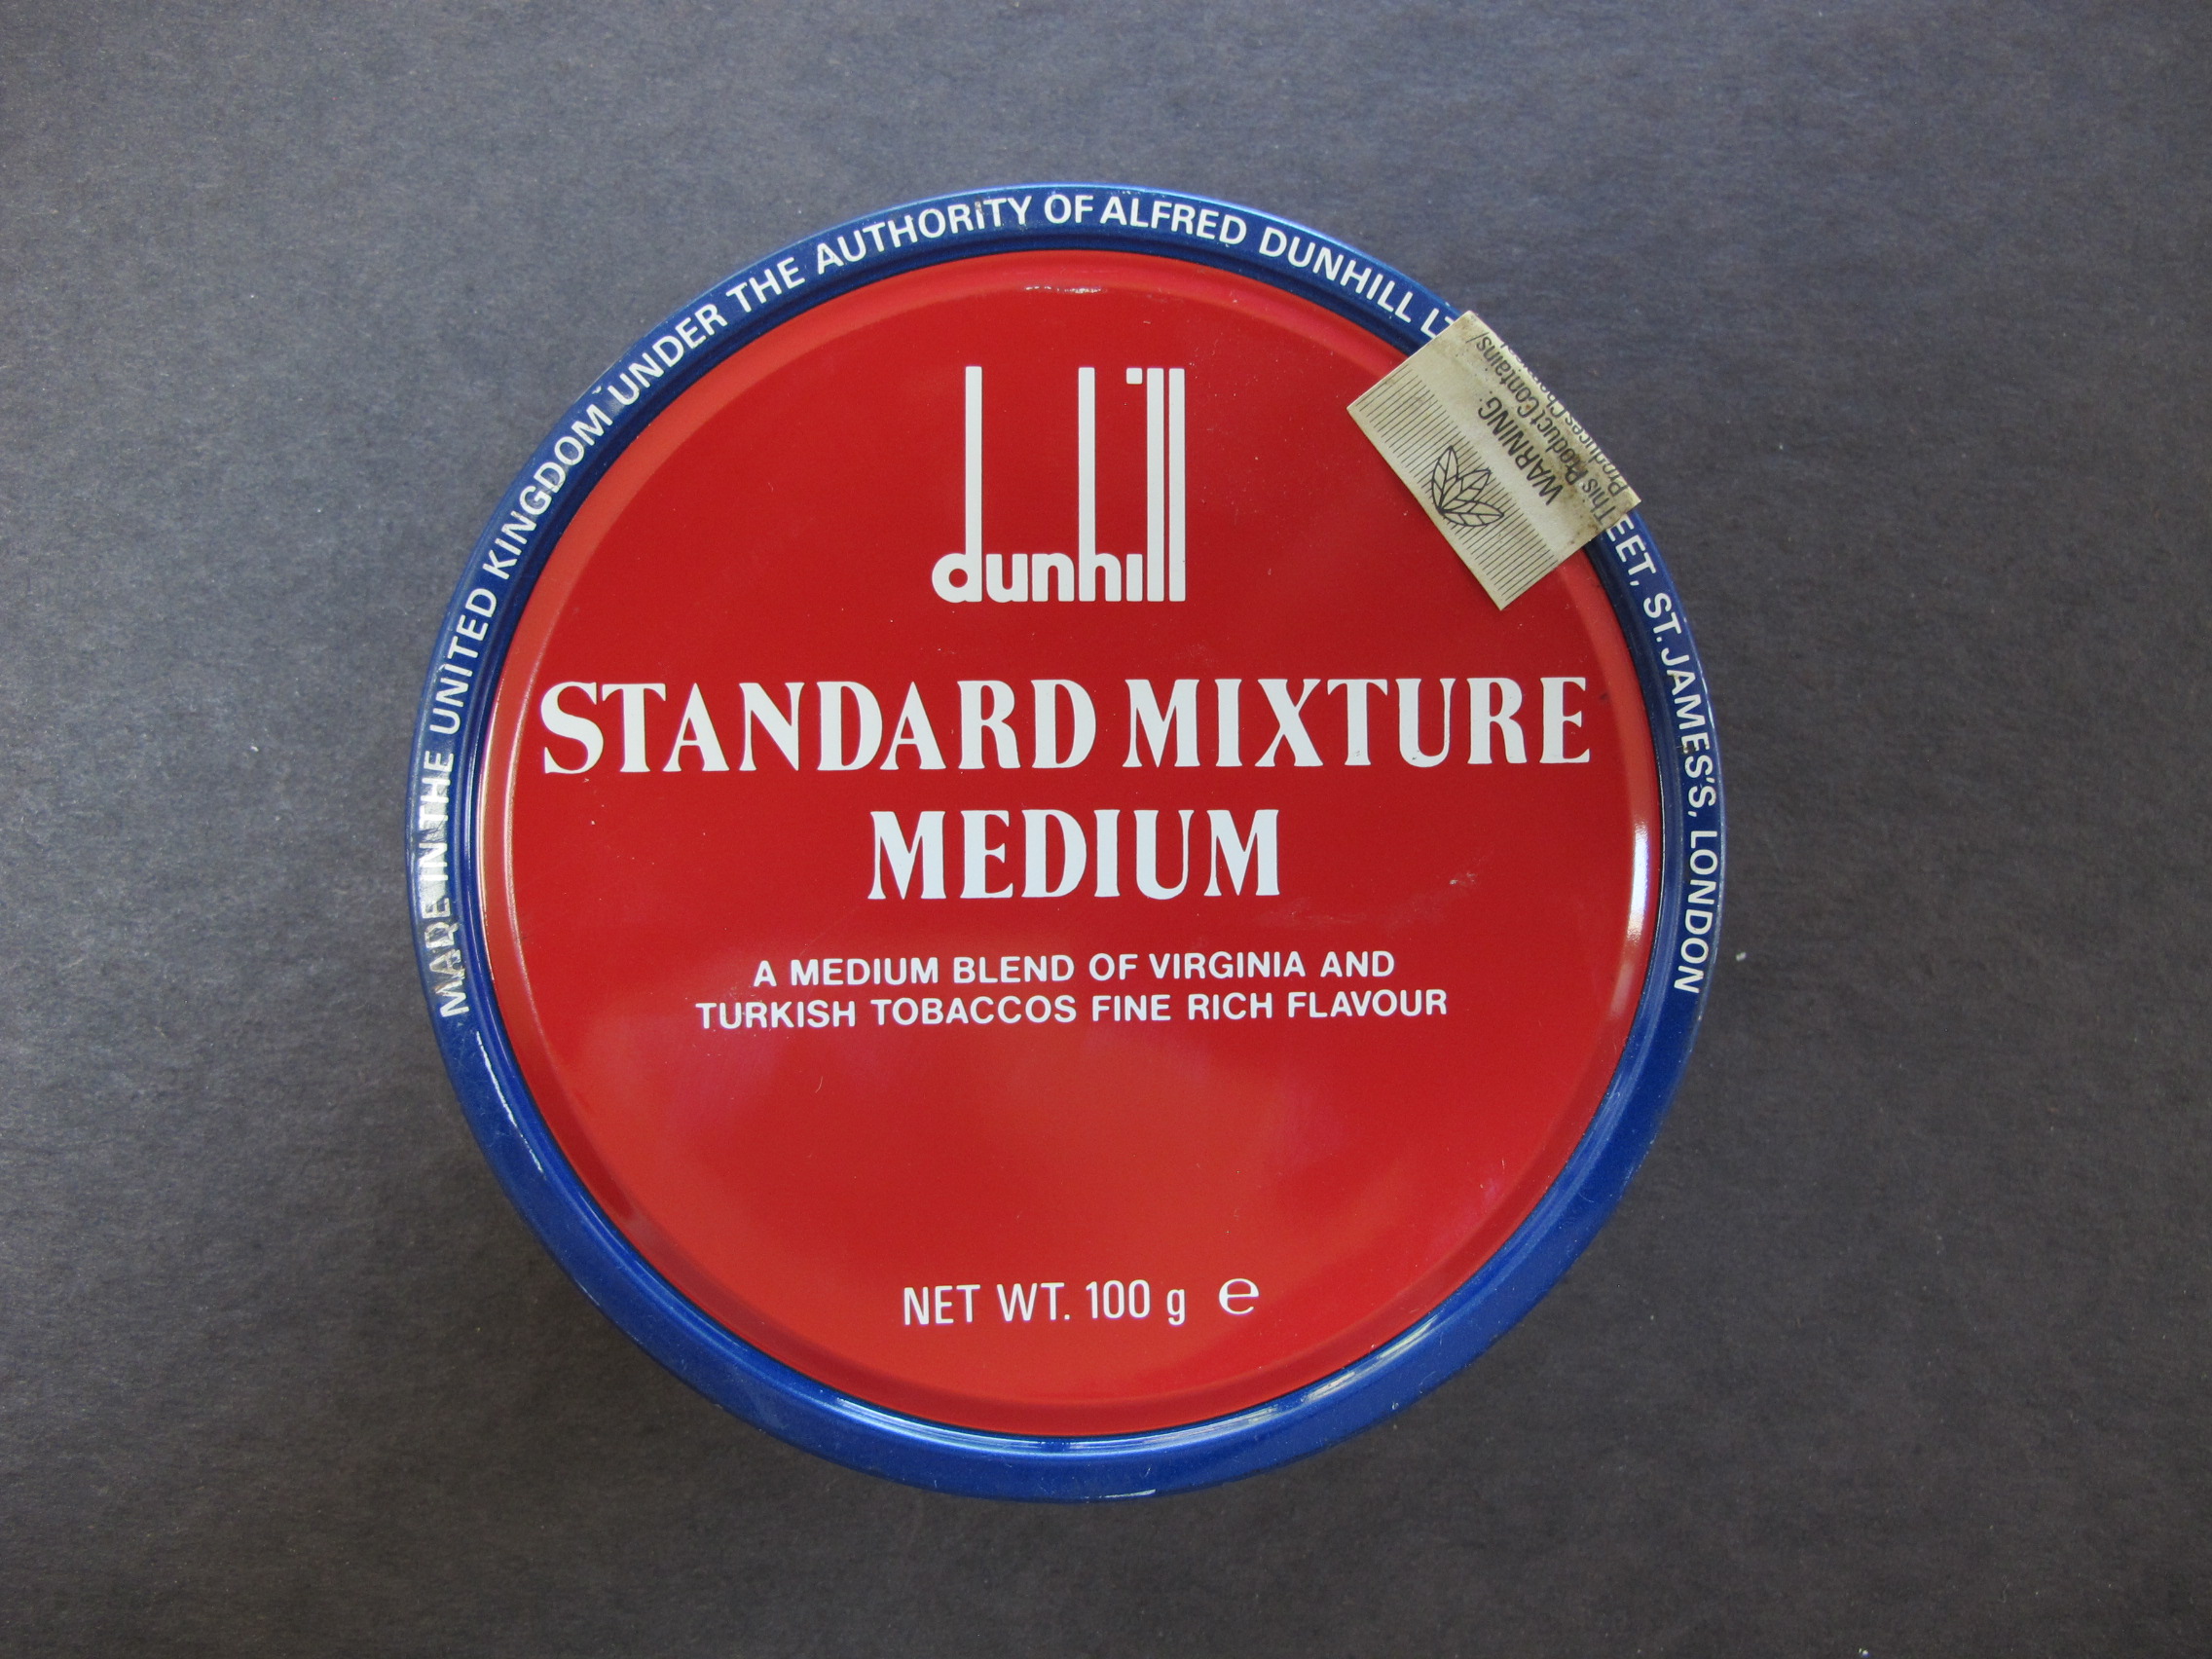 MADE IN THE UNITED KINGDOM UNDER THE AUTHORITY OF ALFRED DUNHILL ST. JAMES'S, LONDON
WARNING:
This Product Contains/
dunhill
STANDARD MIXTURE
MEDIUM
A MEDIUM BLEND OF VIRGINIA AND
TURKISH TOBACCOS FINE RICH FLAVOUR
NET WT. 100 g ℮